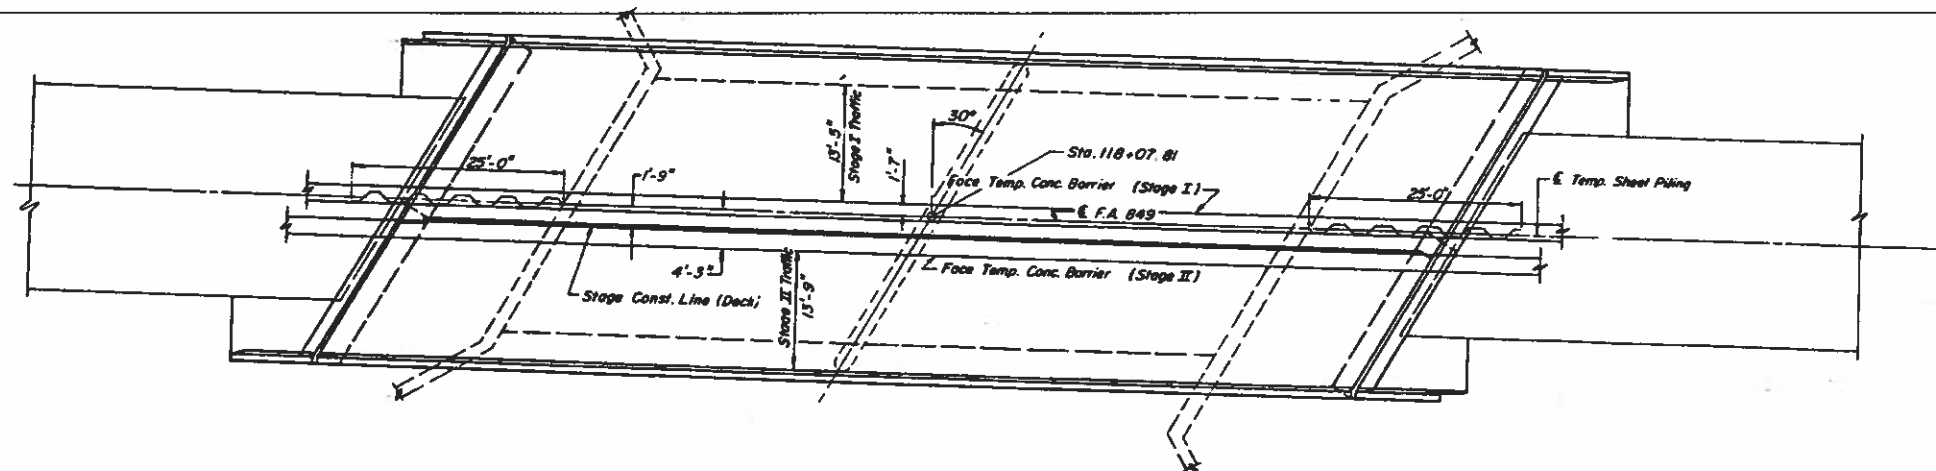 30°
13'-5"
Stage I Traffic
1'-7"
Sta. 118+07.81
25'-0"
1'-9"
Face Temp. Conc. Barrier (Stage I)
25'-0"
℄ Temp. Sheet Piling
℄ F.A. 849
4'-3"
Face Temp. Conc. Barrier (Stage II)
Stage Const. Line (Deck)
Stage II Traffic
13'-9"